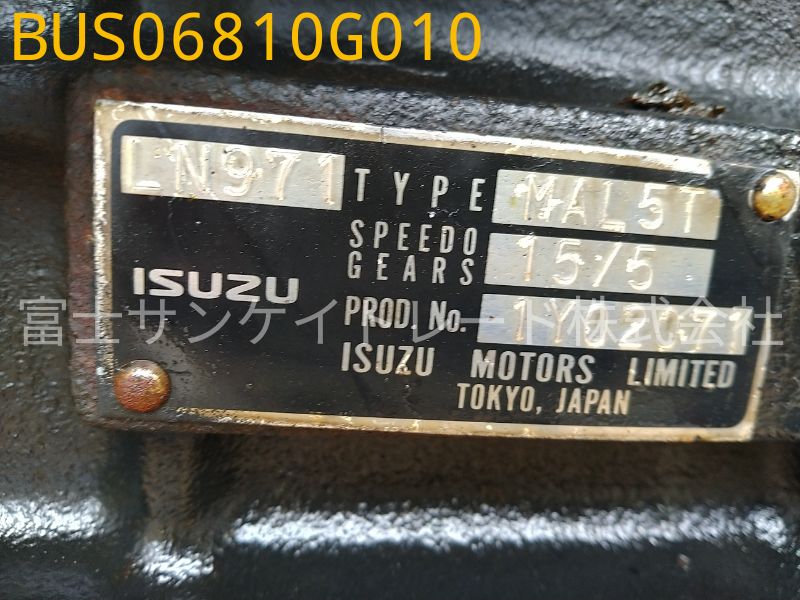 BUS06810G010
LN971 TYPE MAL5T
SPEEDO GEARS 15/5
ISUZU
PROD. No.
富士サンケイトレード株式会社
ISUZU MOTORS LIMITED
TOKYO, JAPAN